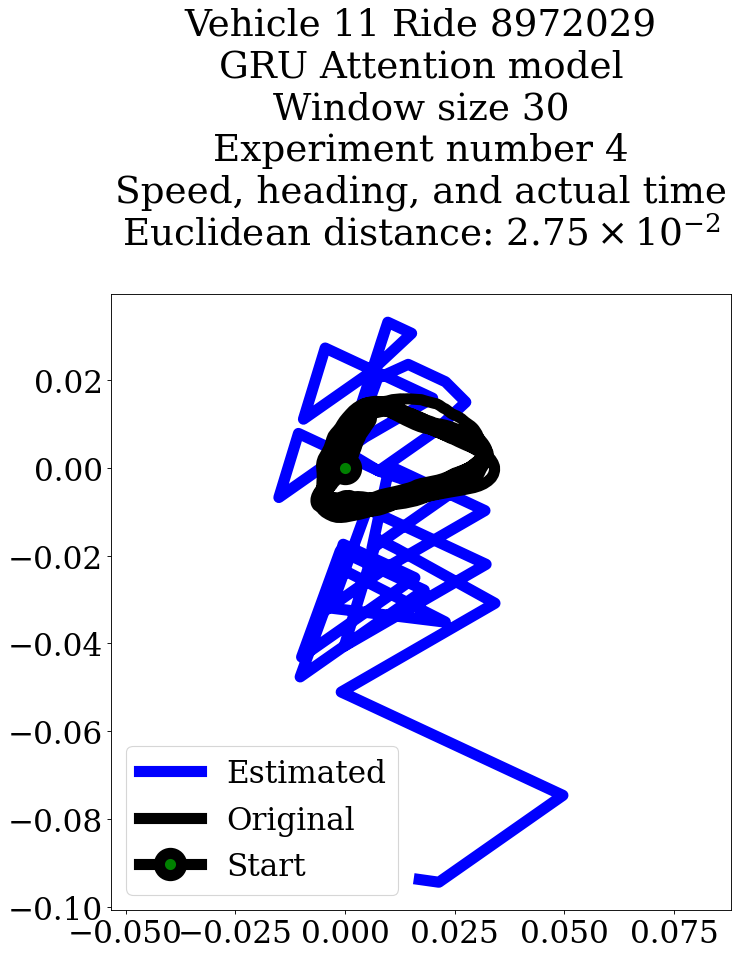 Vehicle 11 Ride 8972029
GRU Attention model
Window size 30
Experiment number 4
Speed, heading, and actual time
Euclidean distance: 2.75 × 10⁻²
0.02
0.00
−0.02
−0.04
−0.06
−0.08
−0.10
Estimated
Original
Start
−0.050 −0.025 0.000 0.025 0.050 0.075